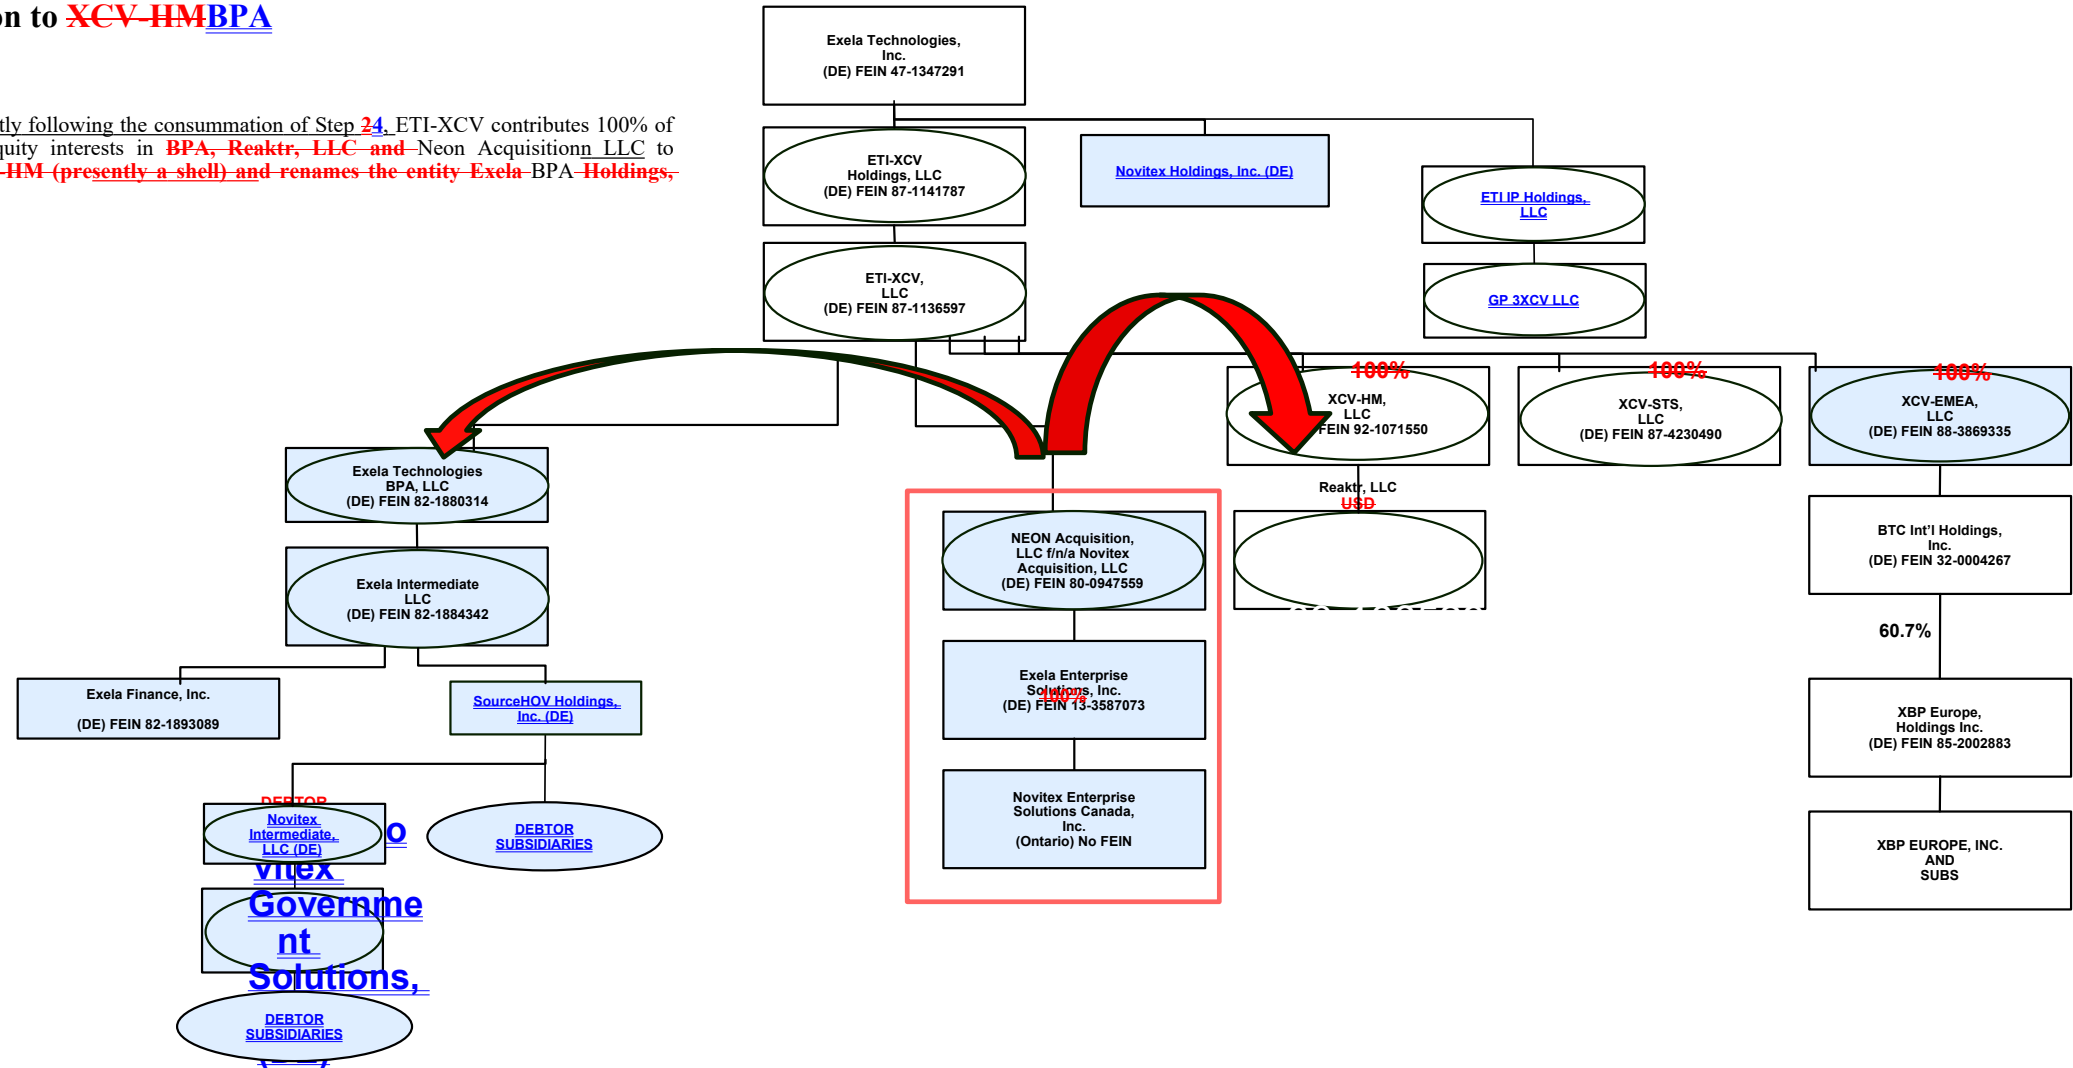 on to XCV-HMBPA
tly following the consummation of Step 24, ETI-XCV contributes 100% of
quity interests in BPA, Reaktr, LLC and Neon Acquisitionn LLC to
-HM (presently a shell) and renames the entity Exela BPA Holdings,
Exela Technologies,
Inc.
(DE) FEIN 47-1347291
ETI-XCV
Holdings, LLC
(DE) FEIN 87-1141787
Novitex Holdings, Inc. (DE)
ETI IP Holdings,
LLC
ETI-XCV,
LLC
(DE) FEIN 87-1136597
GP 3XCV LLC
100%
XCV-HM,
LLC
FEIN 92-1071550
100%
XCV-STS,
LLC
(DE) FEIN 87-4230490
100%
XCV-EMEA,
LLC
(DE) FEIN 88-3869335
Exela Technologies
BPA, LLC
(DE) FEIN 82-1880314
Reaktr, LLC
USD
NEON Acquisition,
LLC f/n/a Novitex
Acquisition, LLC
(DE) FEIN 80-0947559
BTC Int'l Holdings,
Inc.
(DE) FEIN 32-0004267
Exela Intermediate
LLC
(DE) FEIN 82-1884342
60.7%
Exela Enterprise
Solutions, Inc.
100%
(DE) FEIN 13-3587073
Exela Finance, Inc.
(DE) FEIN 82-1893089
SourceHOV Holdings,
Inc. (DE)
XBP Europe,
Holdings Inc.
(DE) FEIN 85-2002883
Novitex Enterprise
Solutions Canada,
Inc.
(Ontario) No FEIN
DEBTOR
Novitex
Intermediate,
LLC (DE)
DEBTOR
SUBSIDIARIES
XBP EUROPE, INC.
AND
SUBS
o
vitex
Governme
nt
Solutions,
DEBTOR
SUBSIDIARIES